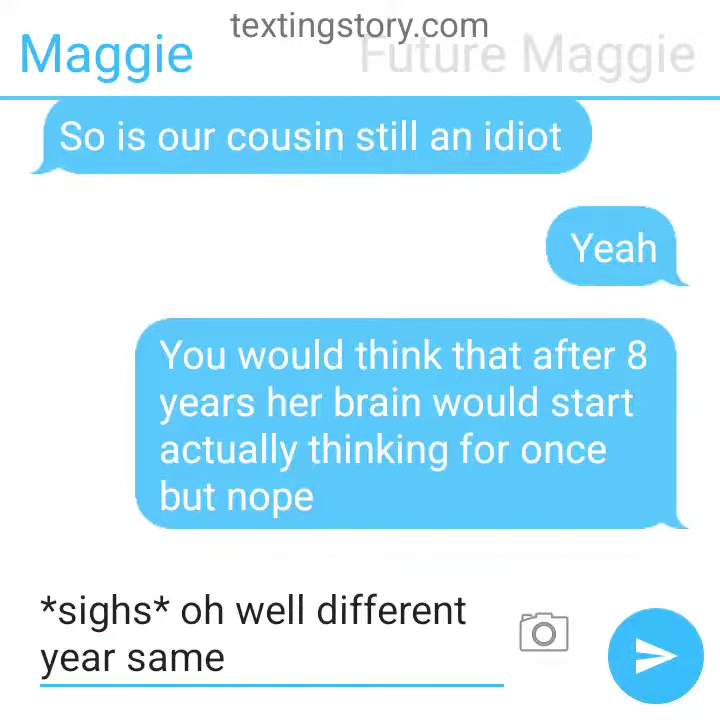 textingstory.com
Maggie
Future Maggie
So is our cousin still an idiot
Yeah
You would think that after 8
years her brain would start
actually thinking for once
but nope
*sighs* oh well different
year same